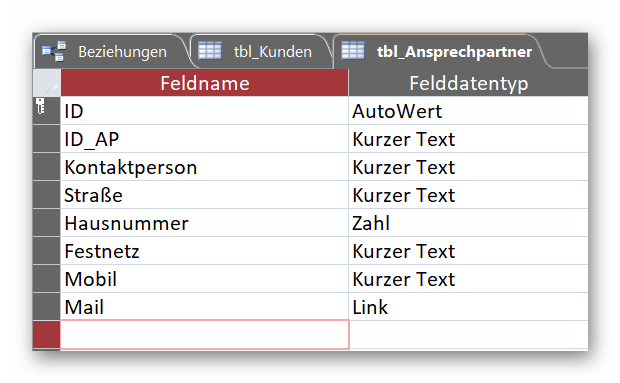 Beziehungen tbl_Kunden tbl_Ansprechpartner
Feldname Felddatentyp
ID AutoWert
ID_AP Kurzer Text
Kontaktperson Kurzer Text
Straße Kurzer Text
Hausnummer Zahl
Festnetz Kurzer Text
Mobil Kurzer Text
Mail Link